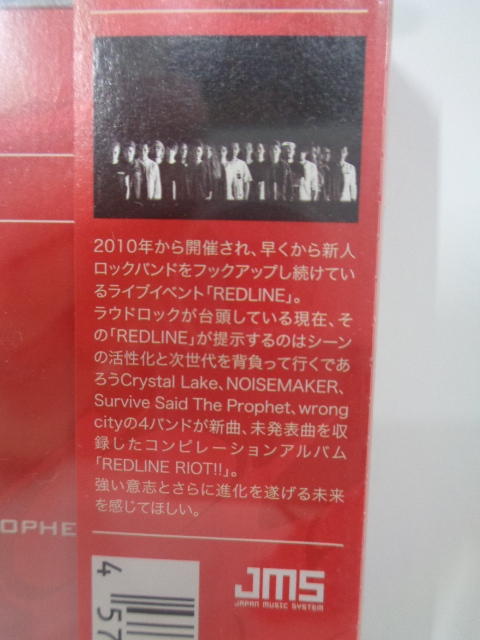 2010年から開催され、早くから新人
ロックバンドをフックアップし続けてい
るライブイベント「REDLINE」。
ラウドロックが台頭している現在、そ
の「REDLINE」が提示するのはシーン
の活性化と次世代を背負って行くであ
ろうCrystal Lake、NOISEMAKER、
Survive Said The Prophet、wrong
cityの4バンドが新曲、未発表曲を収
録したコンピレーションアルバム
「REDLINE RIOT!!」。
強い意志とさらに進化を遂げる未来
を感じてほしい。
OPHE
4 57
JMS
JAPAN MUSIC SYSTEM